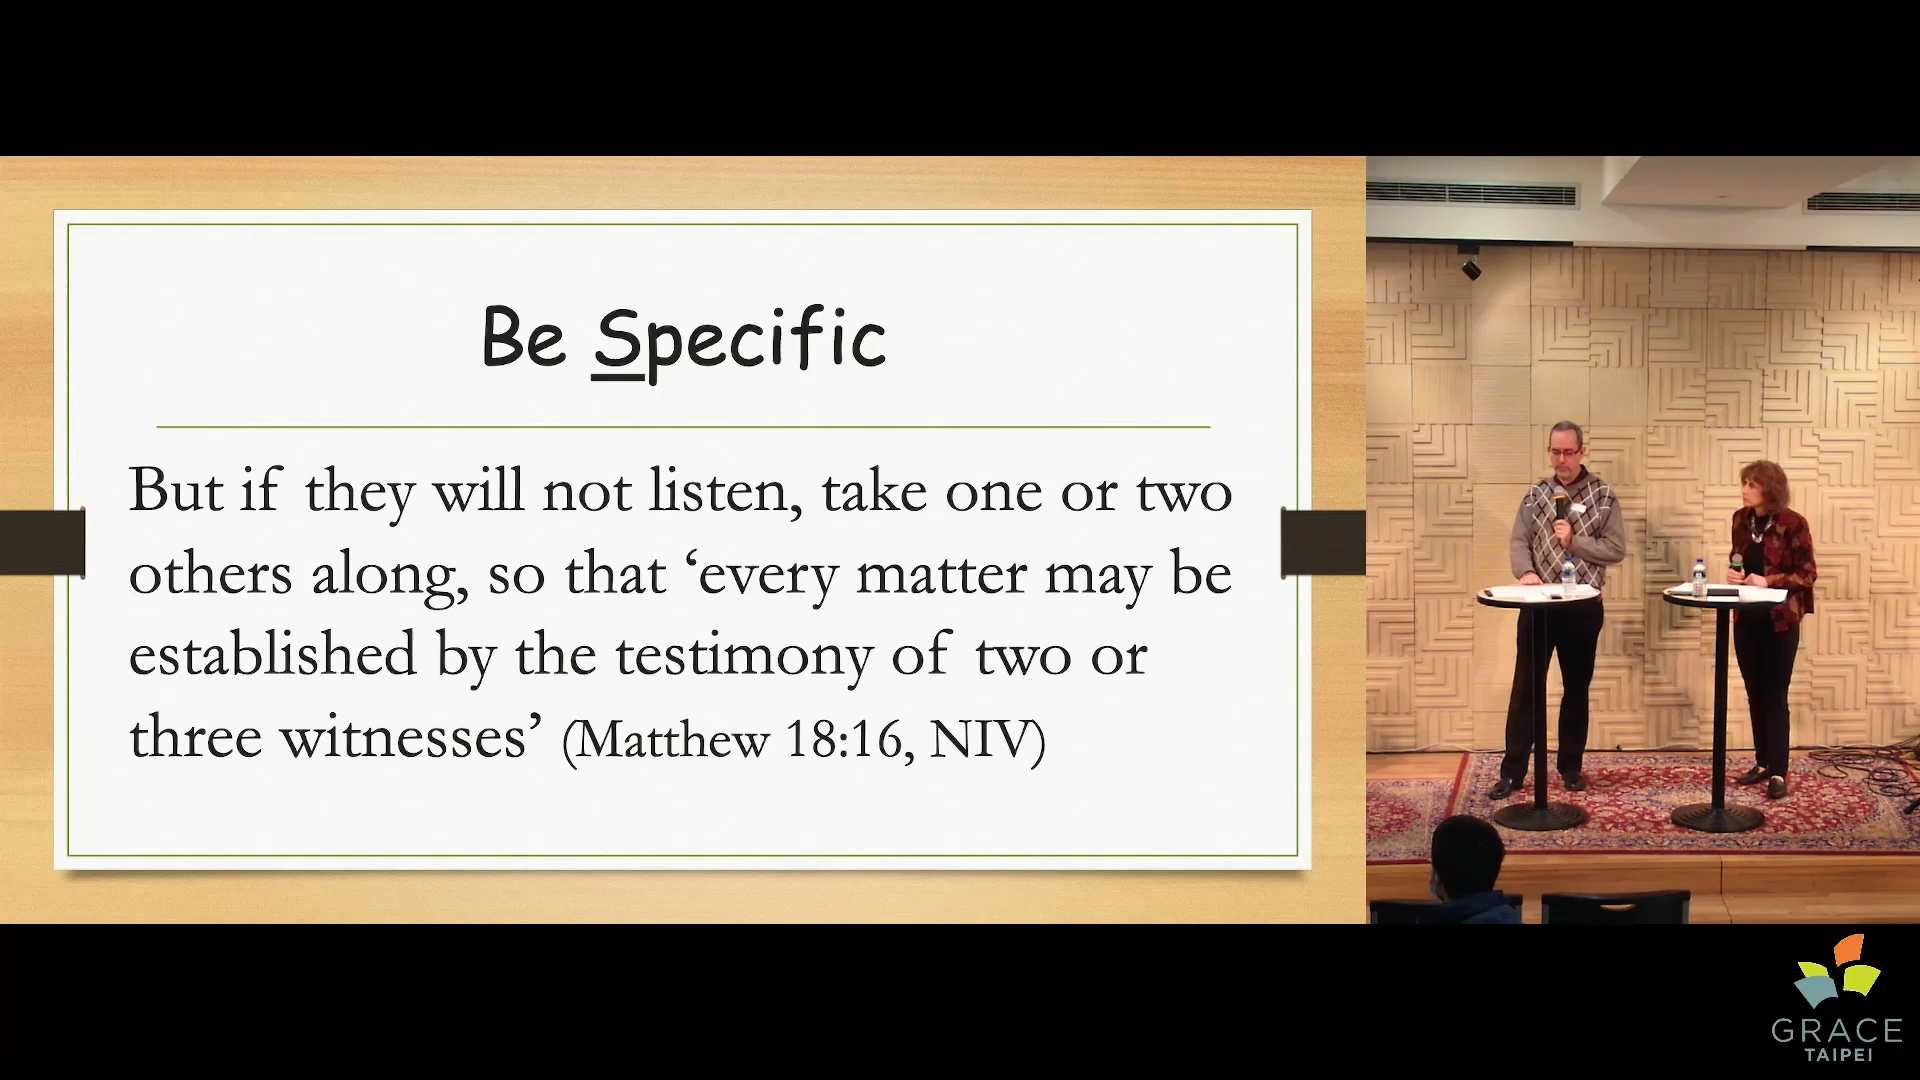 Be Specific
But if they will not listen, take one or two
others along, so that ‘every matter may be
established by the testimony of two or
three witnesses’ (Matthew 18:16, NIV)
GRACE
TAIPEI